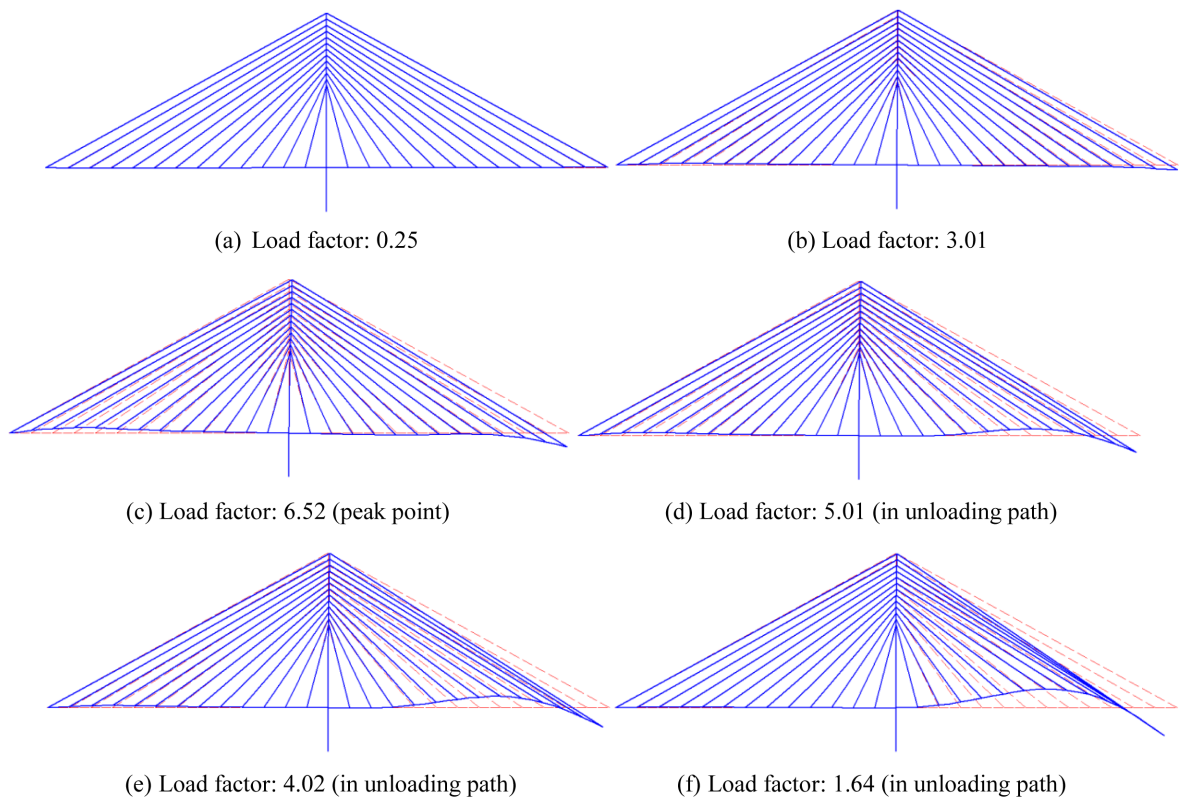 (a) Load factor: 0.25
(b) Load factor: 3.01
(c) Load factor: 6.52 (peak point)
(d) Load factor: 5.01 (in unloading path)
(e) Load factor: 4.02 (in unloading path)
(f) Load factor: 1.64 (in unloading path)